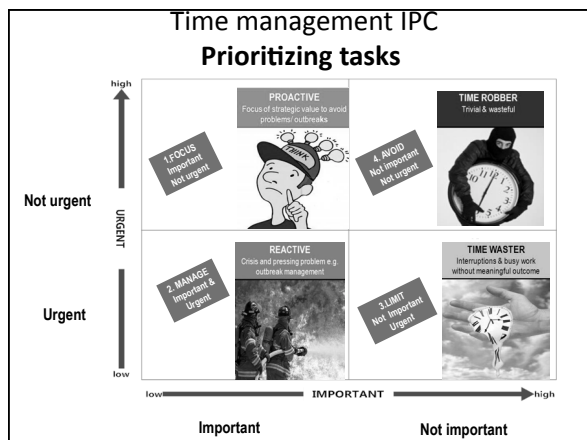 Time management IPC
Prioritizing tasks
high
PROACTIVE
Focus of strategic value to avoid
problems/ outbreaks
1.FOCUS
Important
Not urgent
THINK
TIME ROBBER
Trivial & wasteful
4. AVOID
Not important
Not urgent
Not urgent
URGENT
REACTIVE
Crisis and pressing problem e.g.
outbreak management
2. MANAGE
Important &
Urgent
TIME WASTER
Interruptions & busy work
without meaningful outcome
3.LIMIT
Not Important
Urgent
Urgent
low
low
IMPORTANT
high
Important
Not important